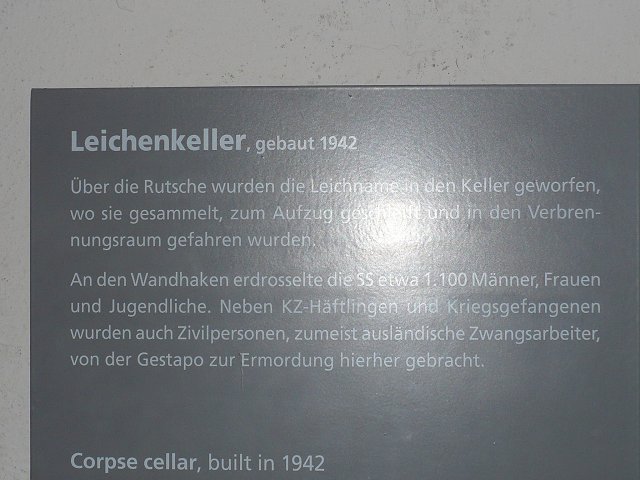 Leichenkeller, gebaut 1942
Über die Rutsche wurden die Leichname in den Keller geworfen,
wo sie gesammelt, zum Aufzug geschleift und in den Verbren-
nungsraum gefahren wurden.
An den Wandhaken erdrosselte die SS etwa 1.100 Männer, Frauen
und Jugendliche. Neben KZ-Häftlingen und Kriegsgefangenen
wurden auch Zivilpersonen, zumeist ausländische Zwangsarbeiter,
von der Gestapo zur Ermordung hierher gebracht.
Corpse cellar, built in 1942